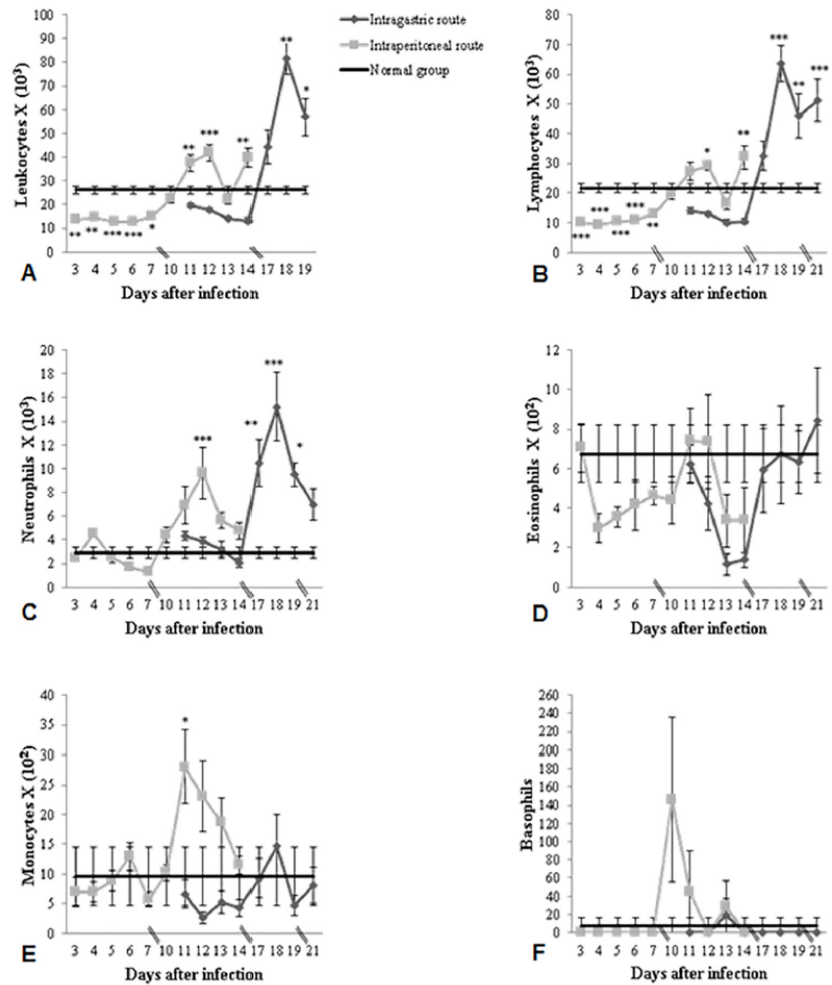 Intragastric route
Intraperitoneal route
Normal group
Leukocytes X (10³)
100
90
80
70
60
50
40
30
20
10
0
** ** *** *** * ** *** ** ** *
3 4 5 6 7 10 11 12 13 14 17 18 19
Days after infection
A
Lymphocytes X (10³)
80
70
60
50
40
30
20
10
0
*** *** *** *** ** * ** *** ** ***
3 4 5 6 7 10 11 12 13 14 17 18 19 21
Days after infection
B
Neutrophils X (10³)
20
18
16
14
12
10
8
6
4
2
0
*** ** *** *
3 4 5 6 7 10 11 12 13 14 17 18 19 21
Days after infection
C
Eosinophils X (10²)
12
10
8
6
4
2
0
3 4 5 6 7 10 11 12 13 14 17 18 19 21
Days after infection
D
Monocytes X (10²)
40
35
30
25
20
15
10
5
0
*
3 4 5 6 7 10 11 12 13 14 17 18 19 21
Days after infection
E
Basophils
260
240
220
200
180
160
140
120
100
80
60
40
20
0
3 4 5 6 7 10 11 12 13 14 17 18 19 21
Days after infection
F